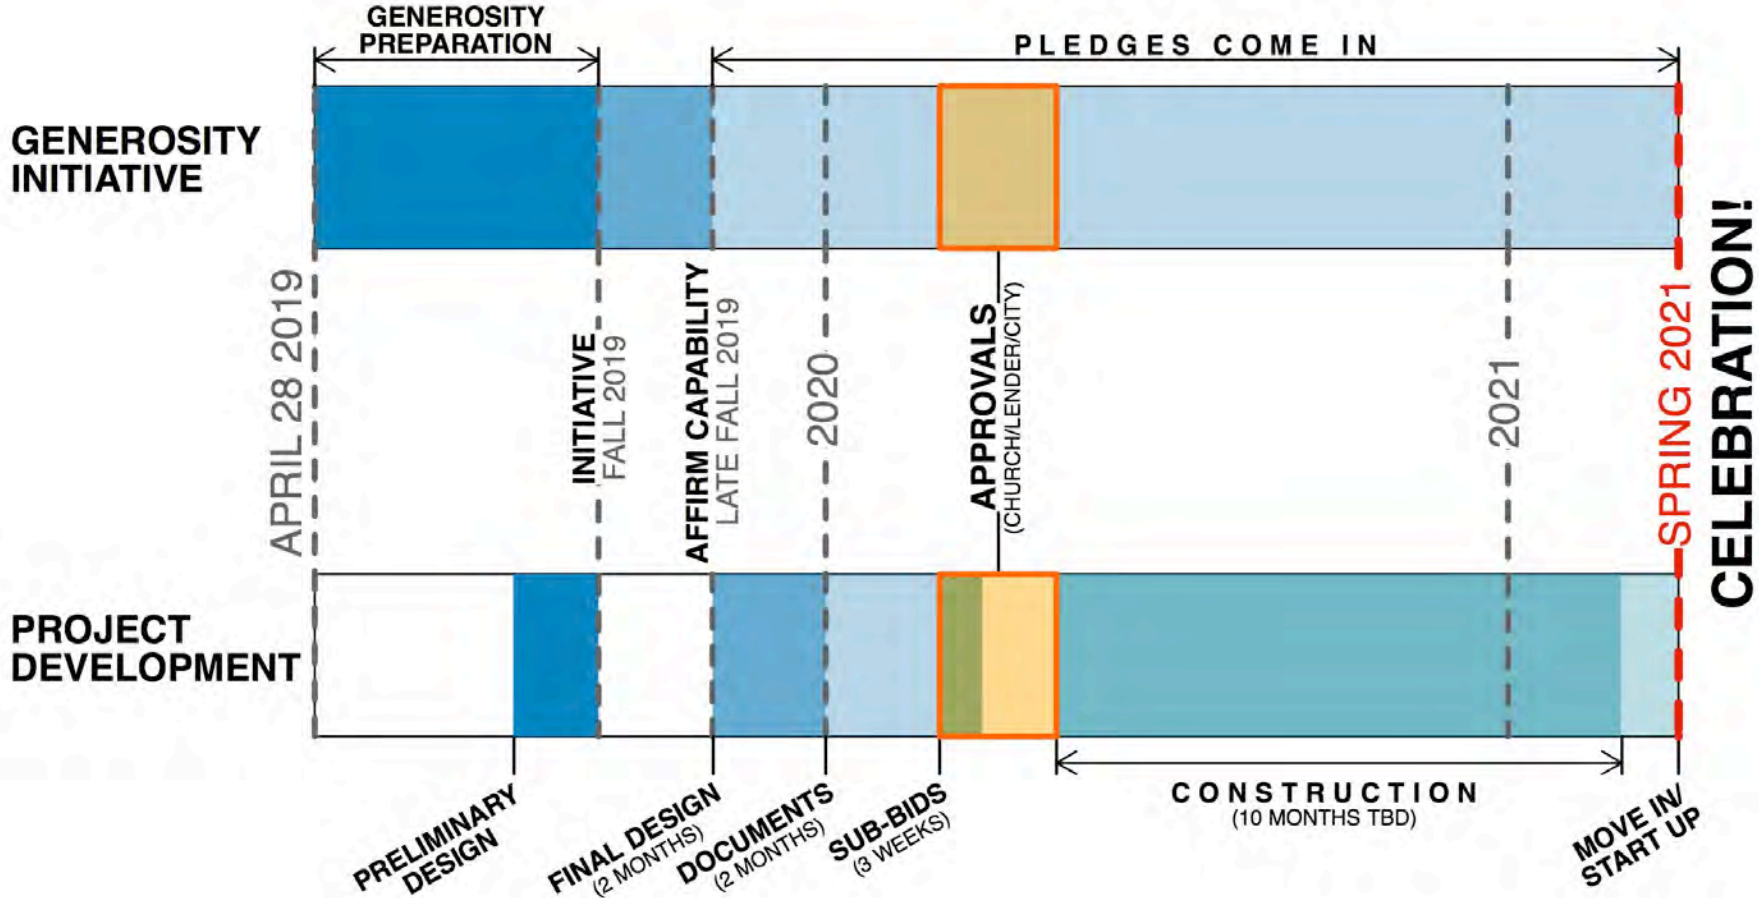 GENEROSITY
PREPARATION
PLEDGES COME IN
GENEROSITY
INITIATIVE
APRIL 28 2019
INITIATIVE
FALL 2019
AFFIRM CAPABILITY
LATE FALL 2019
2020
APPROVALS
(CHURCH/LENDER/CITY)
2021
SPRING 2021
CELEBRATION!
PROJECT
DEVELOPMENT
PRELIMINARY
DESIGN
FINAL DESIGN
(2 MONTHS)
DOCUMENTS
(2 MONTHS)
SUB-BIDS
(3 WEEKS)
CONSTRUCTION
(10 MONTHS TBD)
MOVE IN/
START UP